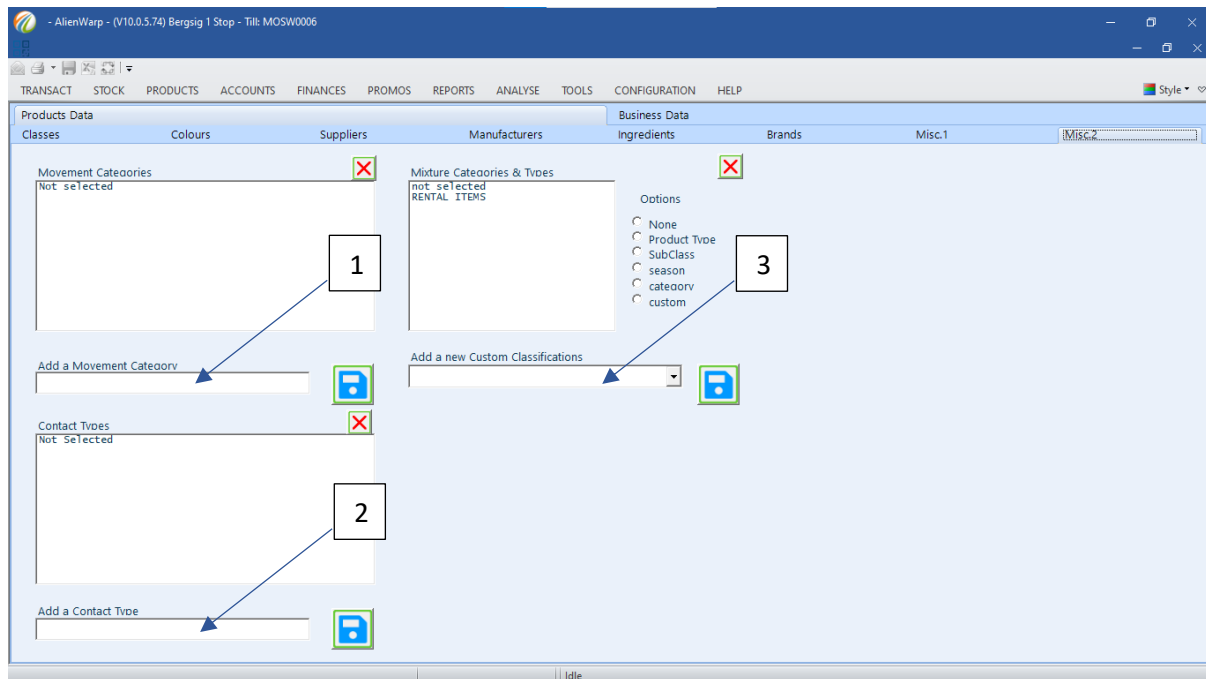 - AlienWarp - (V10.0.5.74) Bergsig 1 Stop - Till: MOSW0006
TRANSACT STOCK PRODUCTS ACCOUNTS FINANCES PROMOS REPORTS ANALYSE TOOLS CONFIGURATION HELP Style
Products Data Business Data
Classes Colours Suppliers Manufacturers Ingredients Brands Misc.1 Misc.2
Movement Categories
Not selected
Mixture Categories & Types
not selected
RENTAL ITEMS
Options
None
Product Type
SubClass
season
category
custom
1
3
Add a Movement Category
Add a new Custom Classifications
Contact Types
Not Selected
2
Add a Contact Type
Idle